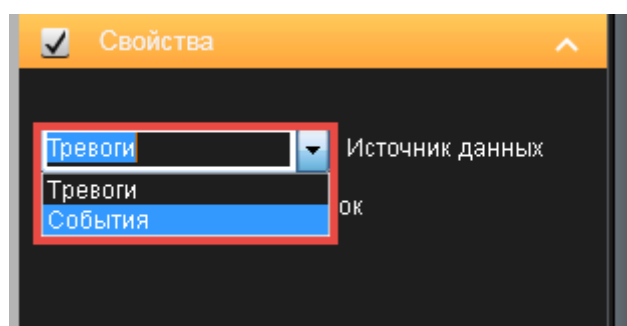 Свойства
Тревоги Источник данных
Тревоги
События
ок